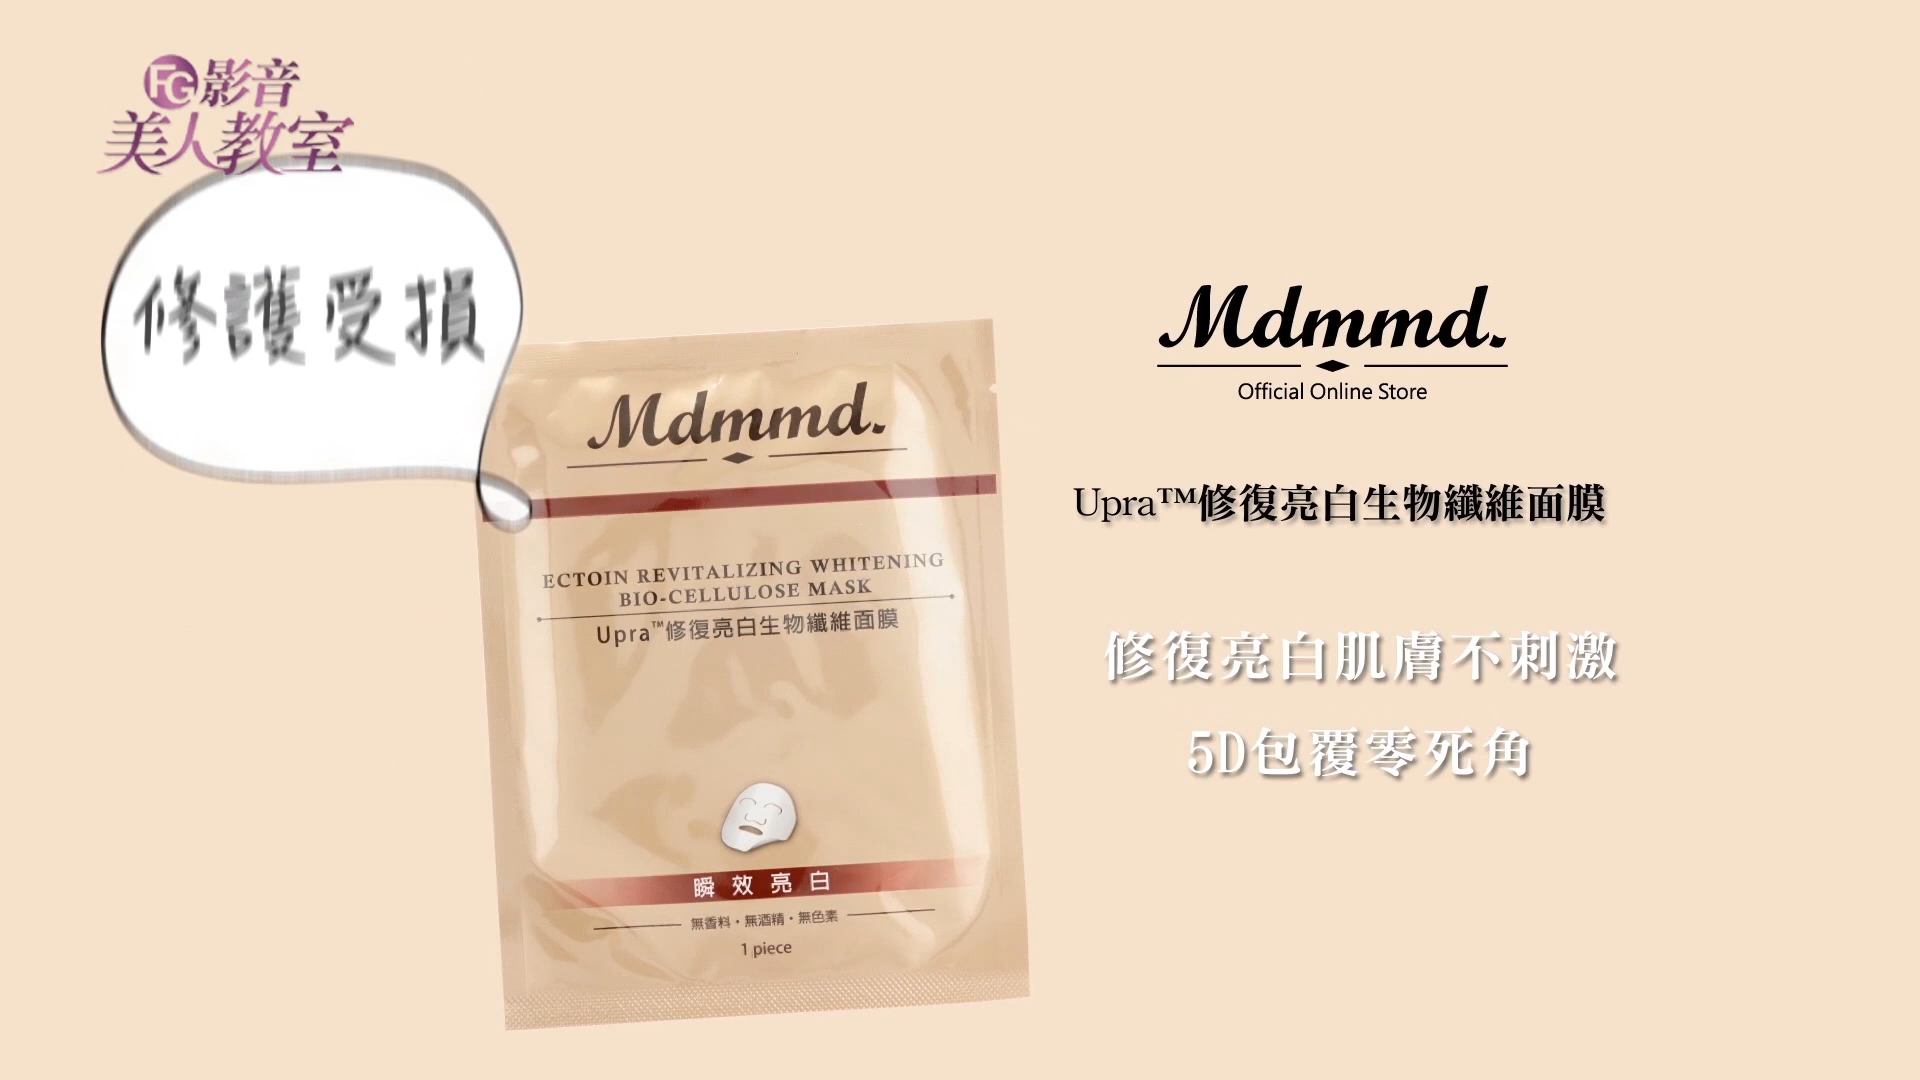 FG影音
美人教室
修護受損
Mdmmd.
ECTOIN REVITALIZING WHITENING
BIO-CELLULOSE MASK
Upra™修復亮白生物纖維面膜
瞬效亮白
無香料・無酒精・無色素
1 piece
Mdmmd.
Official Online Store
Upra™修復亮白生物纖維面膜
修復亮白肌膚不刺激
5D包覆零死角